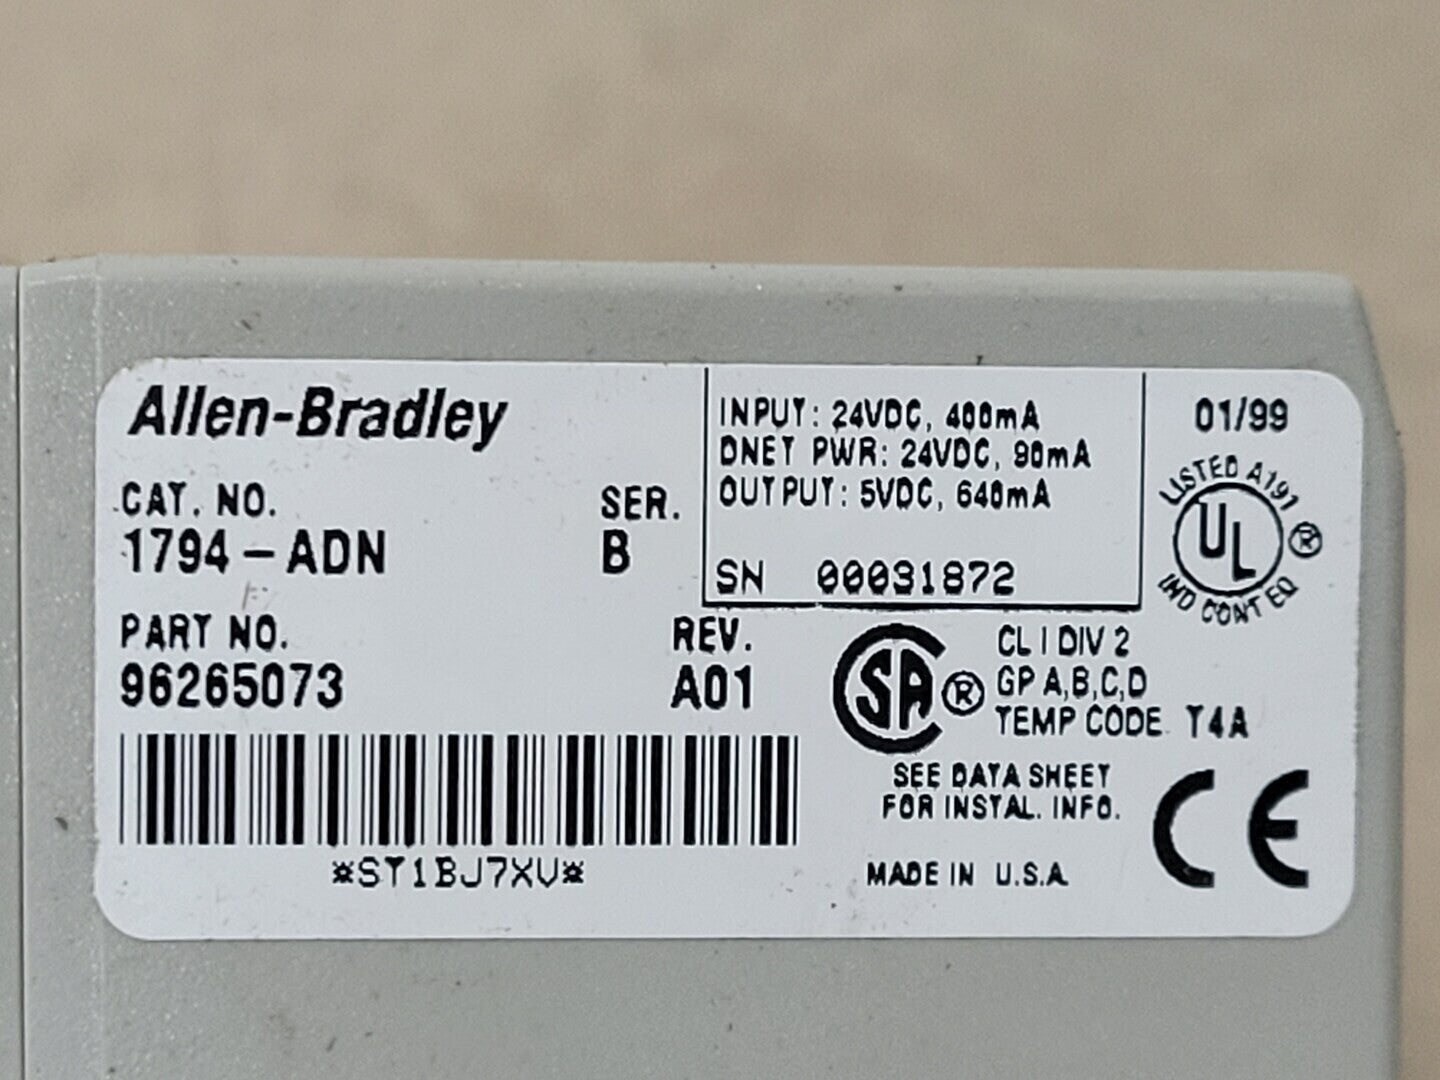 Allen-Bradley
CAT. NO.
1794-ADN
SER.
B
PART NO.
96265073
REV.
A01
*ST1BJ7XV*
INPUT: 24VDC, 400mA
DNET PWR: 24VDC, 90mA
OUTPUT: 5VDC, 640mA
SN 00031872
01/99
LISTED A191
UL ®
IND CONT EQ
SA ®
CL I DIV 2
GP A,B,C,D
TEMP CODE T4A
SEE DATA SHEET
FOR INSTAL. INFO.
MADE IN U.S.A.
CE